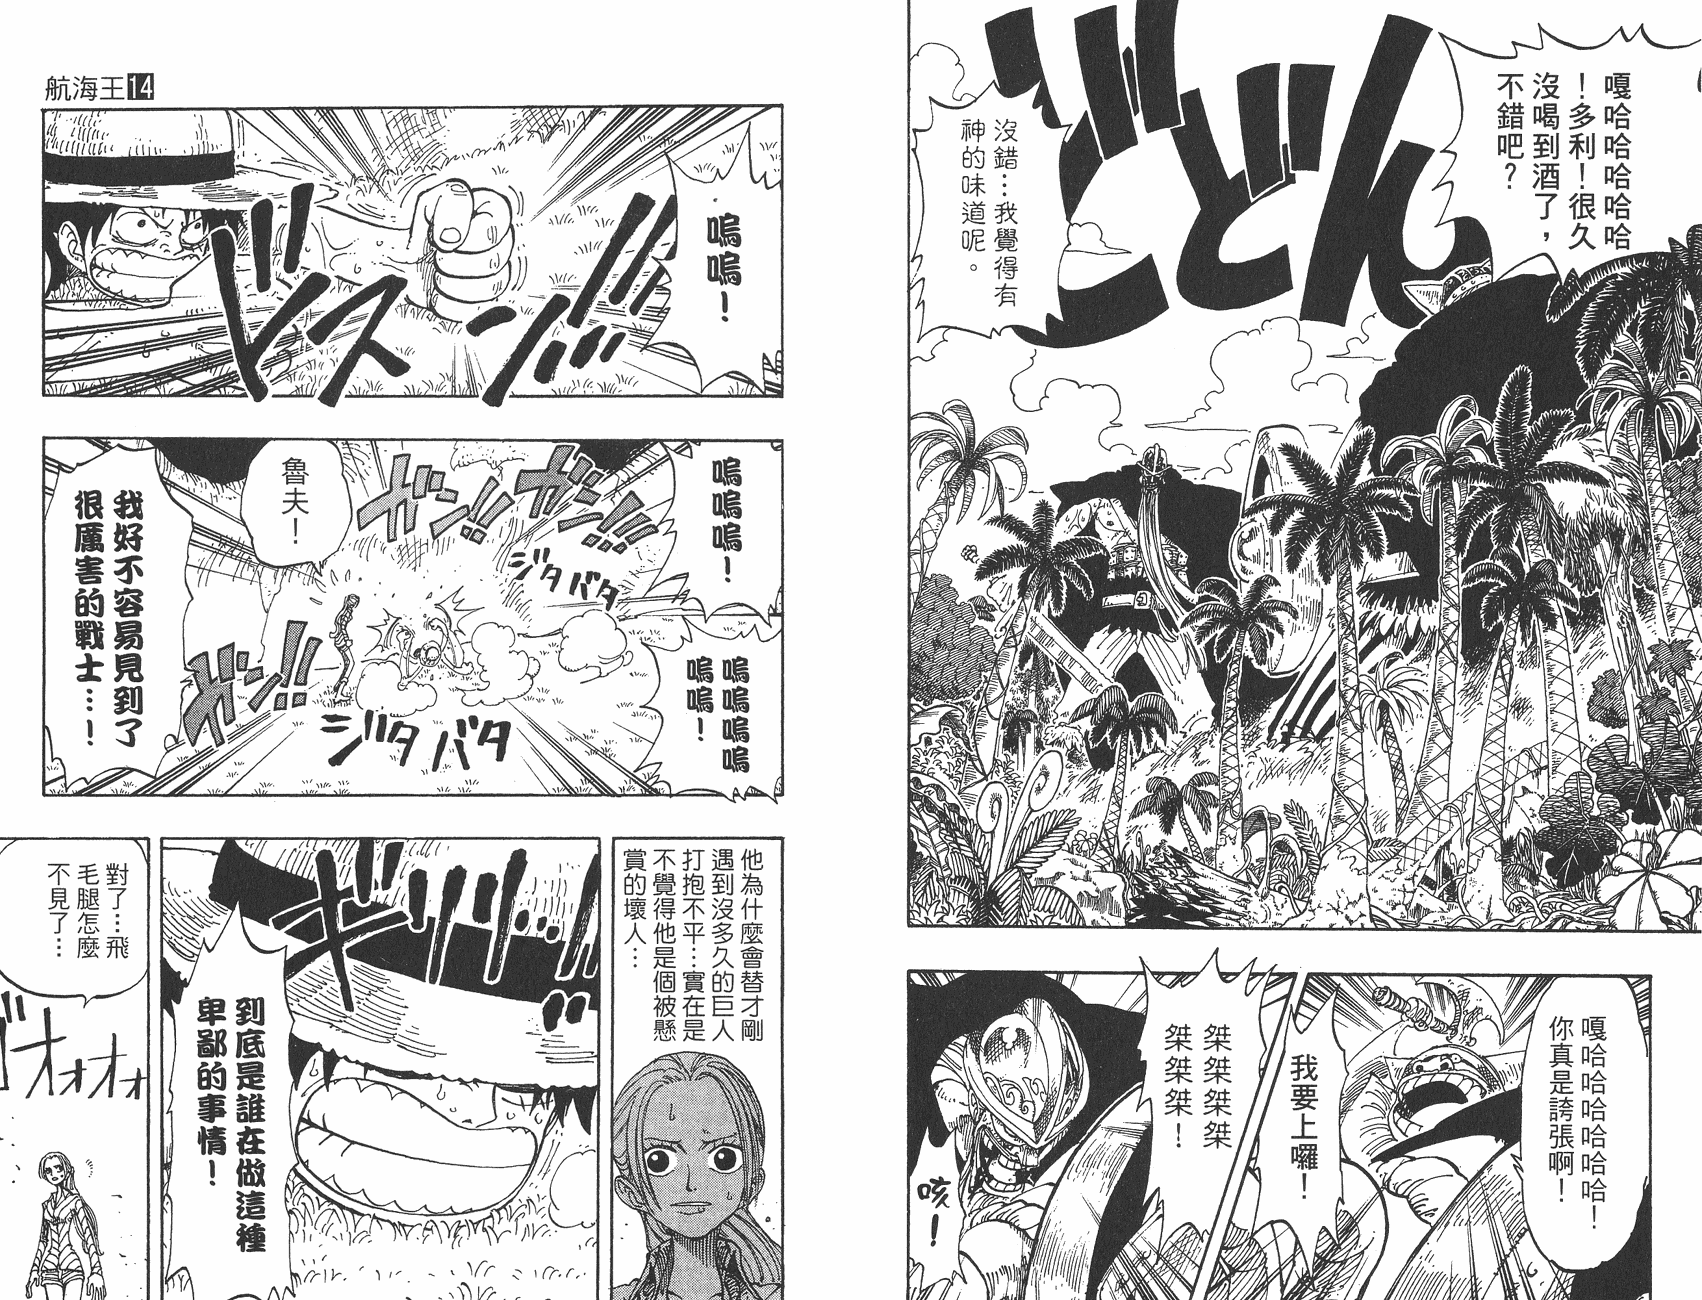 嘎哈哈哈哈哈
！多利！很久
沒喝到酒了，
不錯吧？
沒錯…我覺得有
神的味道呢。
ごどん
嘎哈哈哈哈哈哈！
你真是誇張啊！
我要上囉！
桀桀桀桀
桀桀桀！
咳！
航海王14
嗚
嗚！
ドスン!!
嗚嗚
嗚嗚！
ガン!!
ガン!!!
魯夫！
ジタバタ
嗚嗚嗚嗚
嗚嗚！
ガン!!
ジタバタ
我好不容易見到了
很厲害的戰士…！
他為什麼會替才剛
遇到沒多久的巨人
打抱不平…實在是
不覺得他是個被懸
賞的壞人…
ギリ
到底是誰在做這種
卑鄙的事情！
對了…飛
毛腿怎麼
不見了…
オオオ